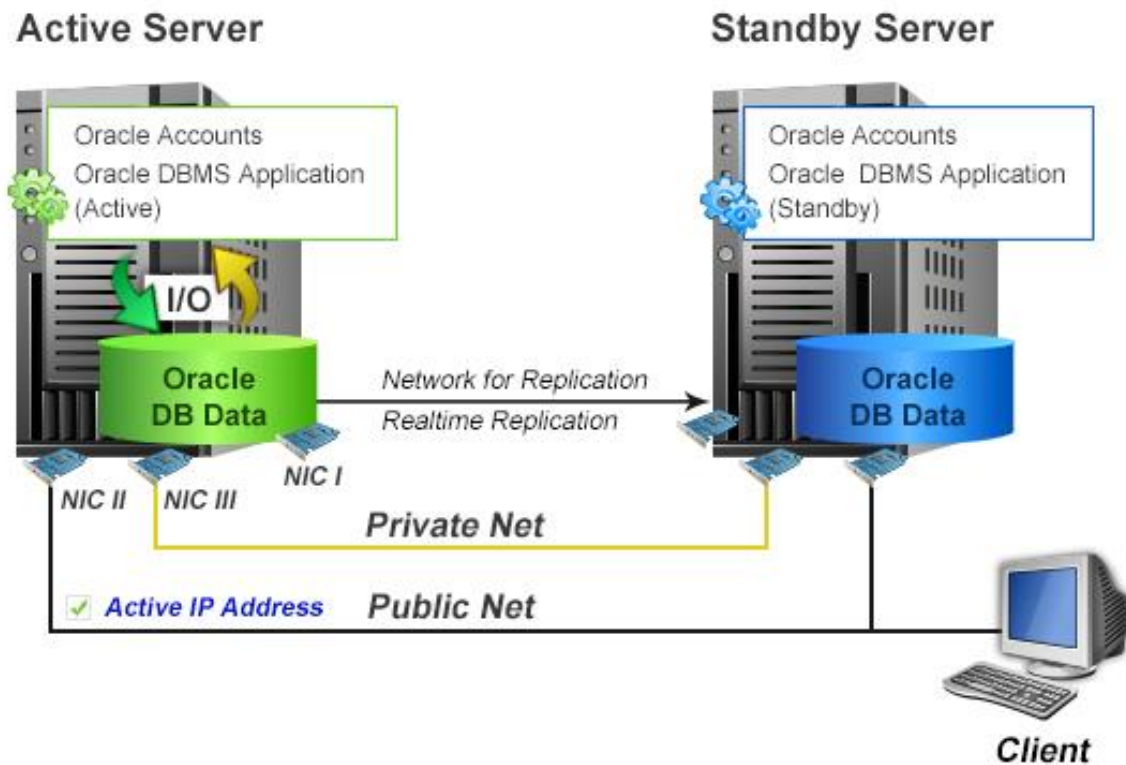 Active Server
Standby Server
Oracle Accounts
Oracle DBMS Application
(Active)
Oracle Accounts
Oracle DBMS Application
(Standby)
I/O
Oracle
DB Data
Network for Replication
Realtime Replication
Oracle
DB Data
NIC I
NIC II
NIC III
Private Net
Active IP Address
Public Net
Client